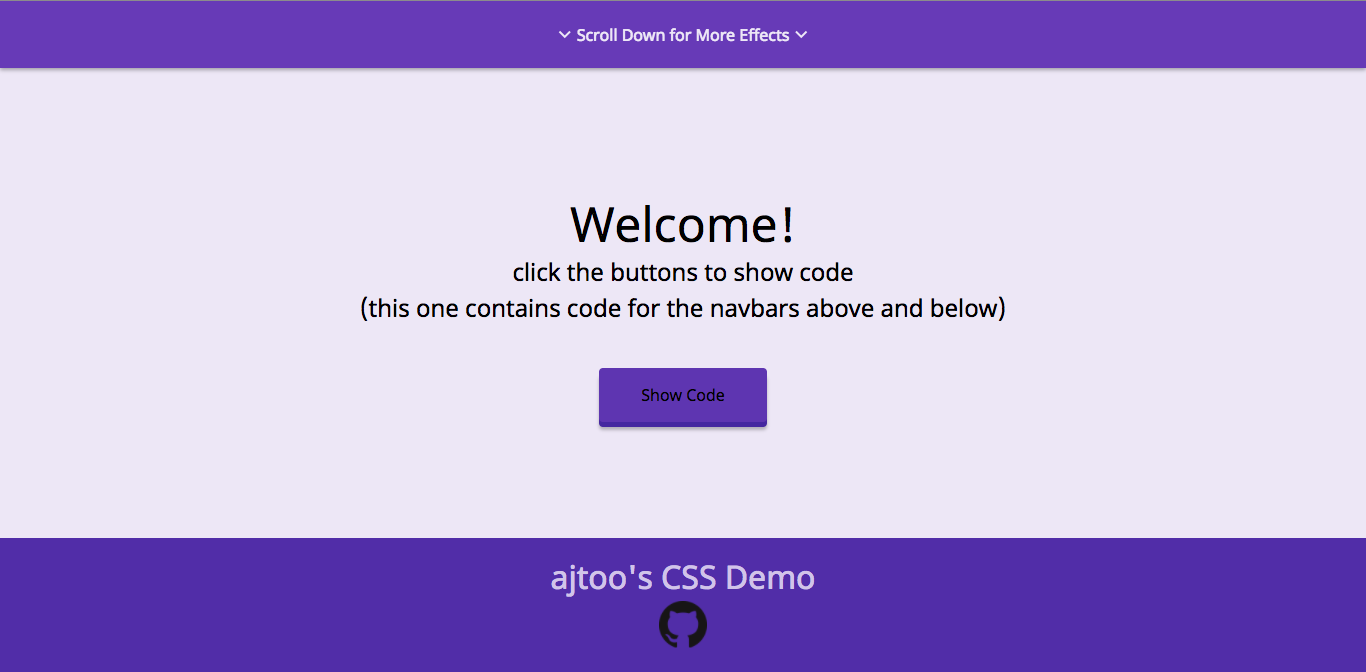 Scroll Down for More Effects
Welcome!
click the buttons to show code
(this one contains code for the navbars above and below)
Show Code
ajtoo's CSS Demo